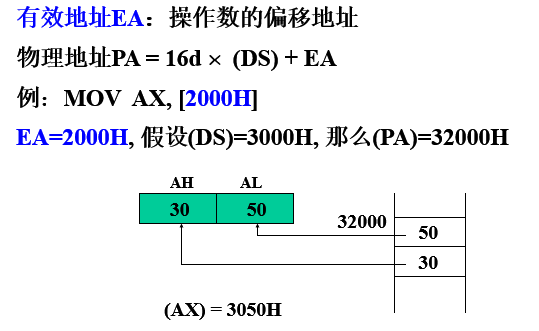 有效地址EA：操作数的偏移地址
物理地址PA = 16d × (DS) + EA
例：MOV AX, [2000H]
EA=2000H, 假设(DS)=3000H, 那么(PA)=32000H
AH AL
30 50
32000
50
30
(AX) = 3050H